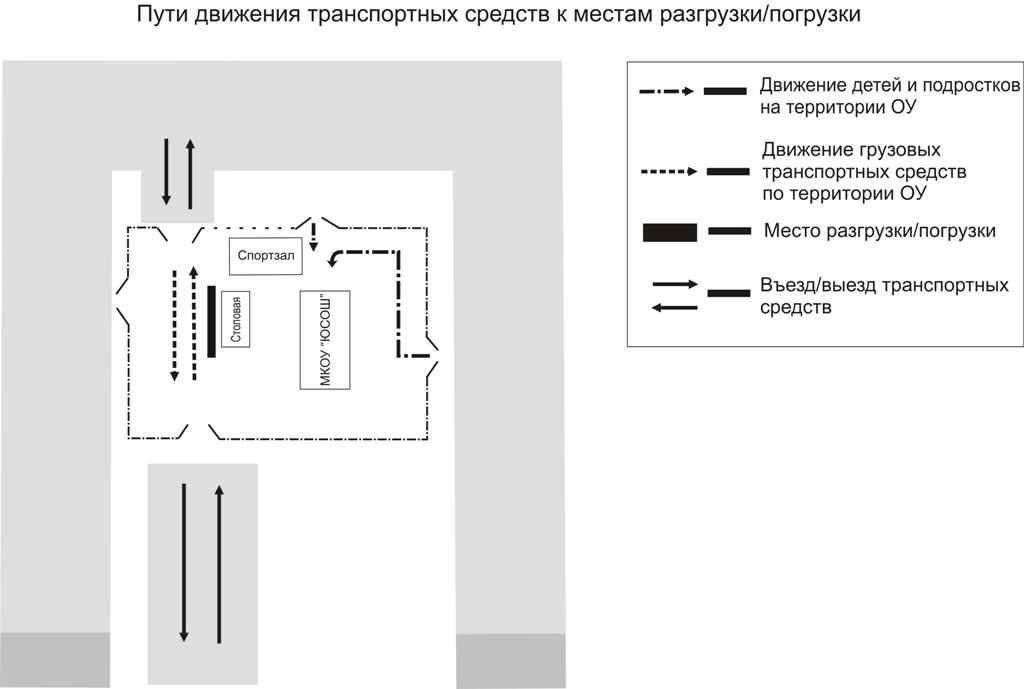 Пути движения транспортных средств к местам разгрузки/погрузки
Движение детей и подростков
на территории ОУ
Движение грузовых
транспортных средств
по территории ОУ
Место разгрузки/погрузки
Въезд/выезд транспортных
средств
Спортзал
Столовая
МКОУ "ЮСОШ"